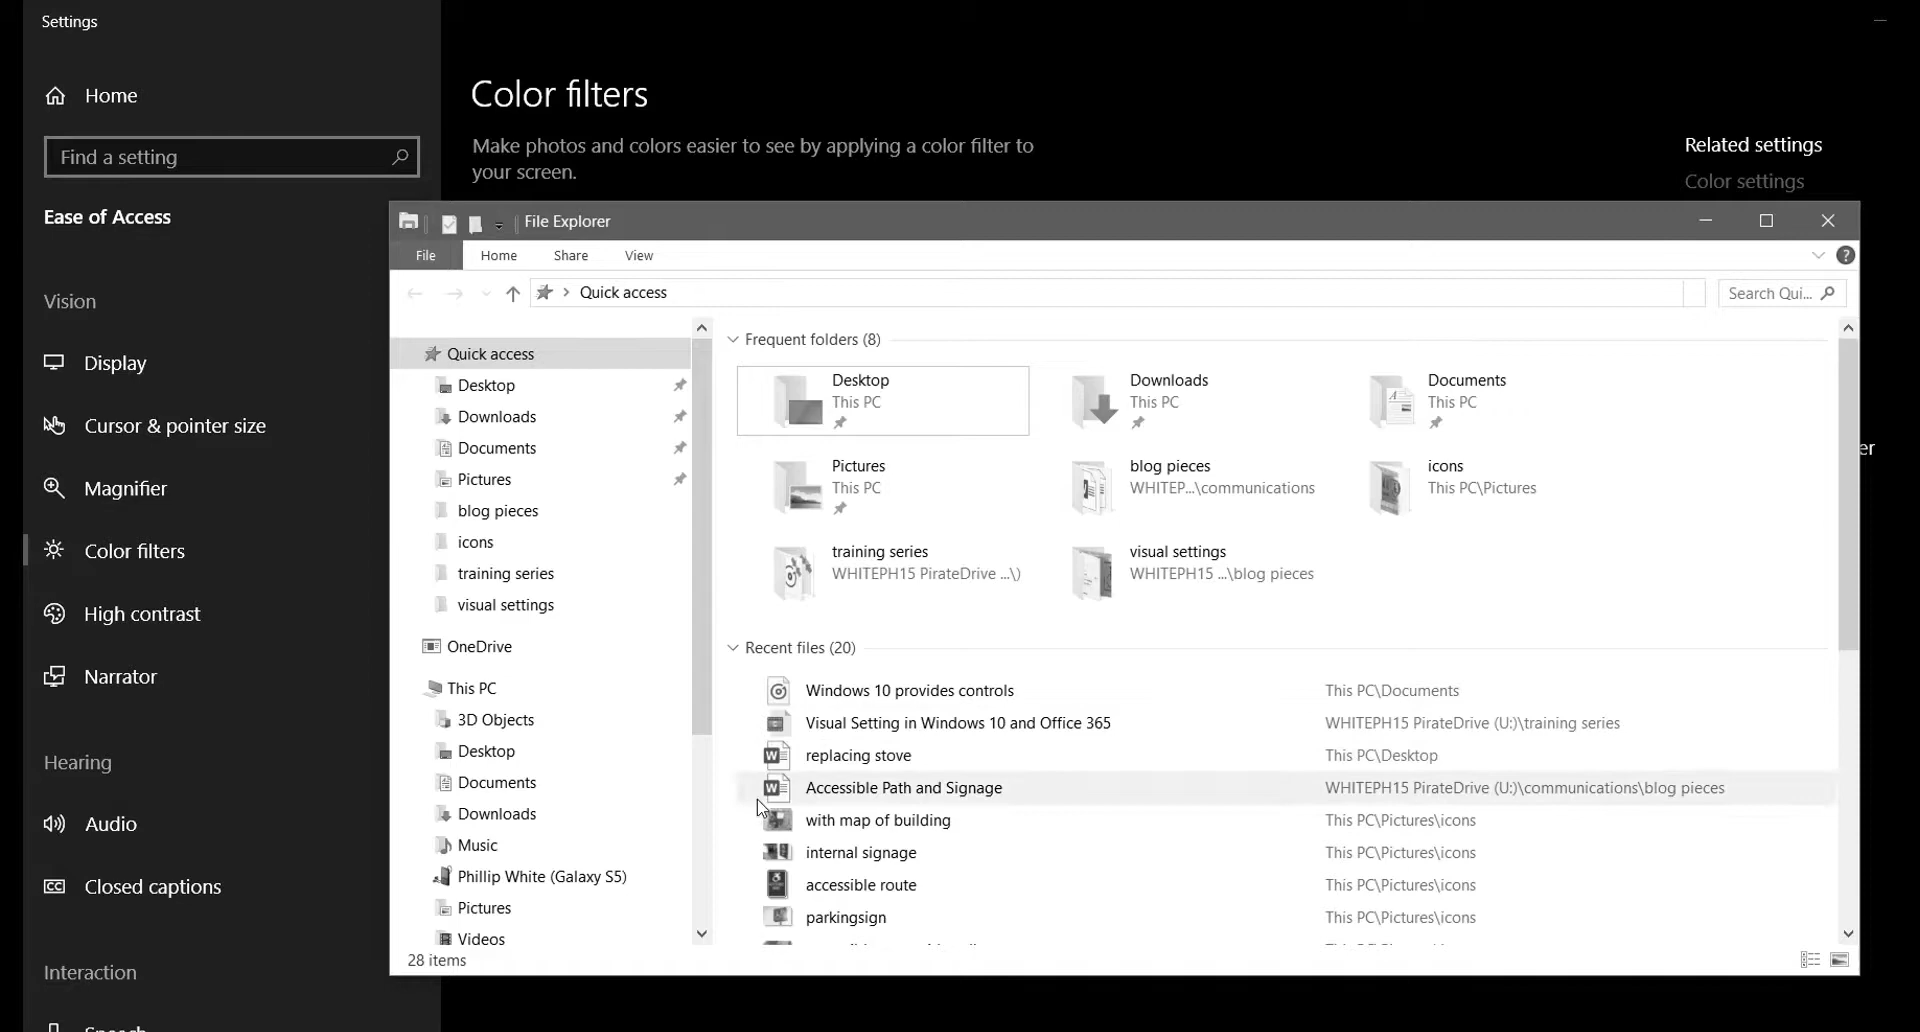 Settings
Home
Find a setting
Ease of Access
Vision
Display
Cursor & pointer size
Magnifier
Color filters
High contrast
Narrator
Hearing
Audio
Closed captions
Interaction
Color filters
Make photos and colors easier to see by applying a color filter to
your screen.
Related settings
Color settings
er
File Explorer
File Home Share View
Quick access
Search Qui...
Quick access
Desktop
Downloads
Documents
Pictures
blog pieces
icons
training series
visual settings
OneDrive
This PC
3D Objects
Desktop
Documents
Downloads
Music
Phillip White (Galaxy S5)
Pictures
Videos
28 items
Frequent folders (8)
Desktop
This PC
Downloads
This PC
Documents
This PC
Pictures
This PC
blog pieces
WHITEP...\communications
icons
This PC\Pictures
training series
WHITEPH15 PirateDrive ...\)
visual settings
WHITEPH15 ...\blog pieces
Recent files (20)
Windows 10 provides controls This PC\Documents
Visual Setting in Windows 10 and Office 365 WHITEPH15 PirateDrive (U:)\training series
replacing stove This PC\Desktop
Accessible Path and Signage WHITEPH15 PirateDrive (U:)\communications\blog pieces
with map of building This PC\Pictures\icons
internal signage This PC\Pictures\icons
accessible route This PC\Pictures\icons
parkingsign This PC\Pictures\icons